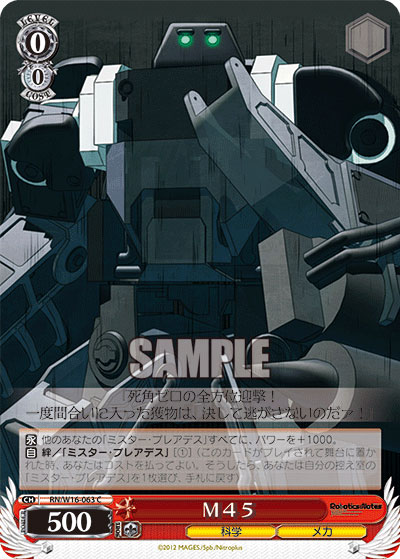 LEVEL
0
0
COST
SAMPLE
「死角ゼロの全方位迎撃!
一度間合いに入った獲物は、決して逃がさないのだァ!」
永 他のあなたの「ミスター・プレアデス」すべてに、パワーを+1000。
自 絆/「ミスター・プレアデス」 [①] (このカードがプレイされて舞台に置か
れた時、あなたはコストを払ってよい。そうしたら、あなたは自分の控え室の
「ミスター・プレアデス」を1枚選び、手札に戻す)
CH RN/W16-063 C
500
M45
Robotics;Notes
科学 メカ
©2012 MAGES./5pb./Nitroplus